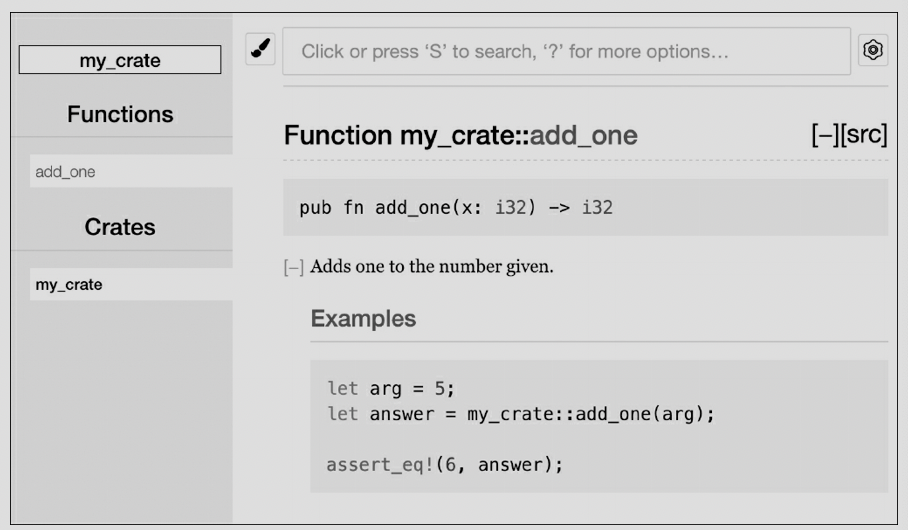 my_crate
Functions
add_one
Crates
my_crate
Click or press ‘S’ to search, ‘?’ for more options…
Function my_crate::add_one
[−][src]
pub fn add_one(x: i32) -> i32
[−] Adds one to the number given.
Examples
let arg = 5;
let answer = my_crate::add_one(arg);
assert_eq!(6, answer);